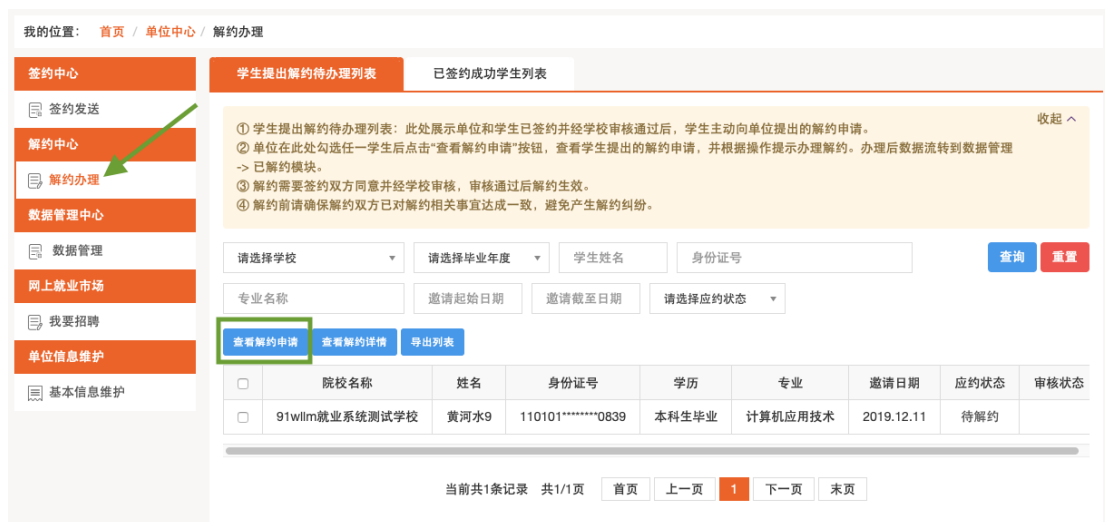 我的位置： 首页 / 单位中心 / 解约办理
签约中心
签约发送
解约中心
解约办理
数据管理中心
数据管理
网上就业市场
我要招聘
单位信息维护
基本信息维护
学生提出解约待办理列表 已签约成功学生列表
收起
① 学生提出解约待办理列表：此处展示单位和学生已签约并经学校审核通过后，学生主动向单位提出的解约申请。
② 单位在此处勾选任一学生后点击“查看解约申请”按钮，查看学生提出的解约申请，并根据操作提示办理解约。办理后数据流转到数据管理
-> 已解约模块。
③ 解约需要签约双方同意并经学校审核，审核通过后解约生效。
④ 解约前请确保解约双方已对解约相关事宜达成一致，避免产生解约纠纷。
请选择学校 请选择毕业年度 学生姓名 身份证号 查询 重置
专业名称 邀请起始日期 邀请截至日期 请选择应约状态
查看解约申请 查看解约详情 导出列表
院校名称 姓名 身份证号 学历 专业 邀请日期 应约状态 审核状态
91wllm就业系统测试学校 黄河水9 110101********0839 本科生毕业 计算机应用技术 2019.12.11 待解约
当前共1条记录 共1/1页 首页 上一页 1 下一页 末页